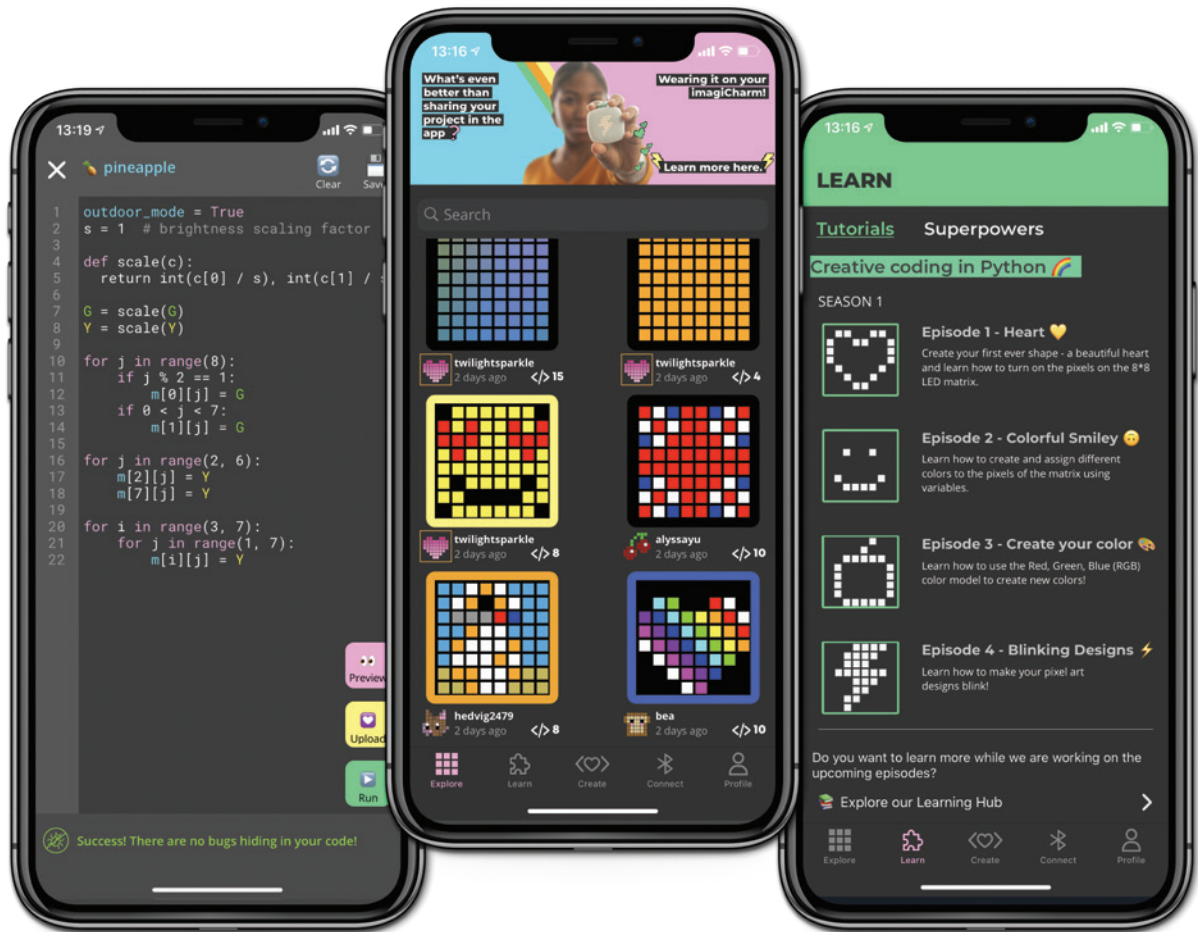 13:19
pineapple
Clear
Save
1 outdoor_mode = True
2 s = 1 # brightness scaling factor
3
4 def scale(c):
5 return int(c[0] / s), int(c[1] /
6
7 G = scale(G)
8 Y = scale(Y)
9
10 for j in range(8):
11 if j % 2 == 1:
12 m[0][j] = G
13 if 0 < j < 7:
14 m[1][j] = G
15
16 for j in range(2, 6):
17 m[2][j] = Y
18 m[7][j] = Y
19
20 for i in range(3, 7):
21 for j in range(1, 7):
22 m[i][j] = Y
Preview
Upload
Run
Success! There are no bugs hiding in your code!
13:16
What's even
better than
sharing your
project in the
app ?
Wearing it on your
imagiCharm!
Learn more here.
Search
twilightsparkle
2 days ago </> 15
twilightsparkle
2 days ago </> 4
twilightsparkle
2 days ago </> 8
alyssayu
2 days ago </> 10
hedvig2479
2 days ago </> 8
bea
2 days ago </> 10
Explore Learn Create Connect Profile
13:16
LEARN
Tutorials Superpowers
Creative coding in Python
SEASON 1
Episode 1 - Heart
Create your first ever shape - a beautiful heart
and learn how to turn on the pixels on the 8*8
LED matrix.
Episode 2 - Colorful Smiley
Learn how to create and assign different
colors to the pixels of the matrix using
variables.
Episode 3 - Create your color
Learn how to use the Red, Green, Blue (RGB)
color model to create new colors!
Episode 4 - Blinking Designs
Learn how to make your pixel art
designs blink!
Do you want to learn more while we are working on the
upcoming episodes?
Explore our Learning Hub
Explore Learn Create Connect Profile